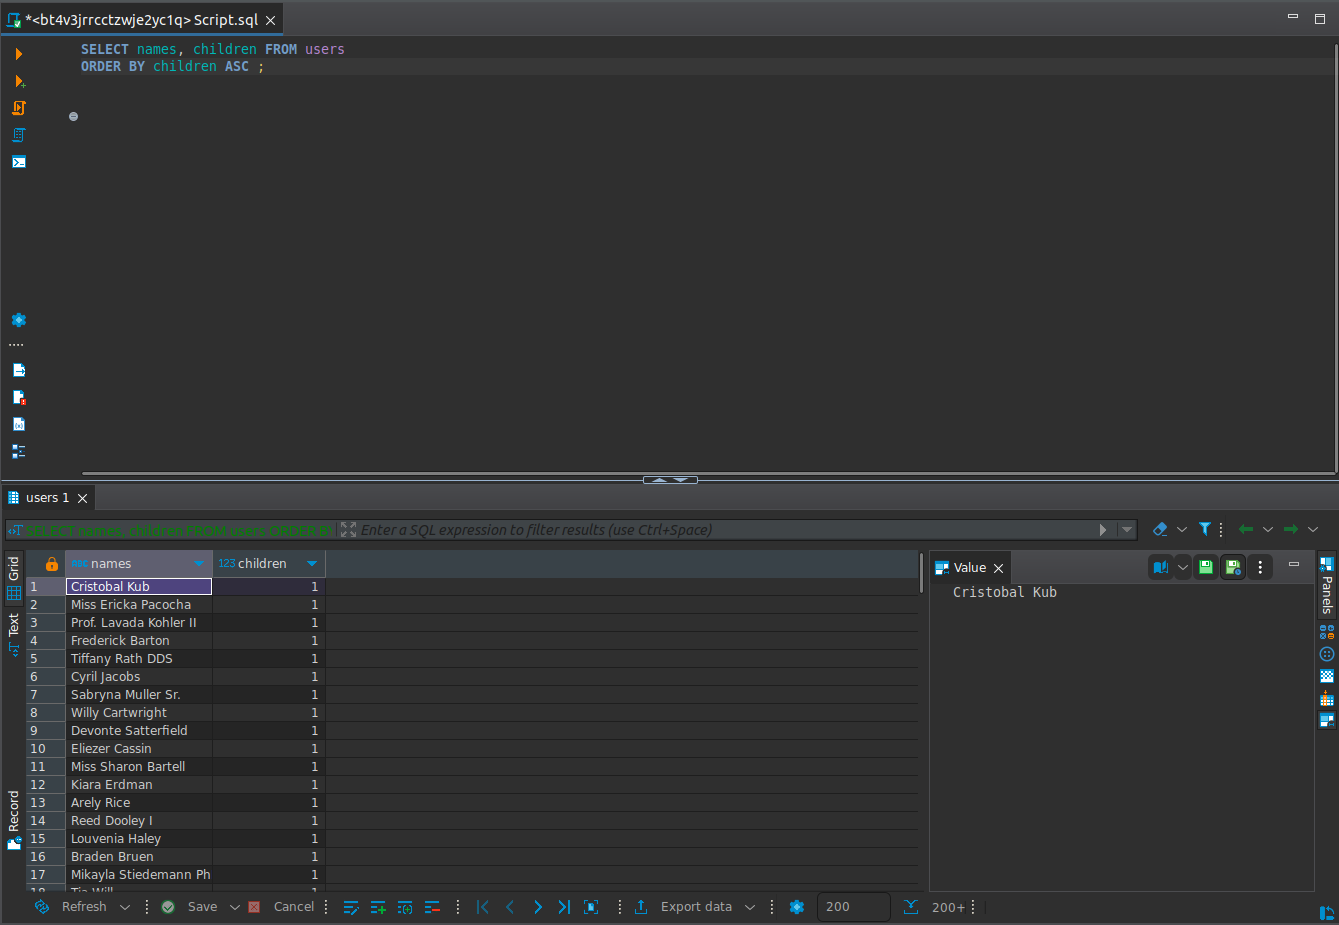 *<bt4v3jrrcctzwje2yc1q> Script.sql
SELECT names, children FROM users
ORDER BY children ASC ;
users 1
SELECT names, children FROM users ORDER B
Enter a SQL expression to filter results (use Ctrl+Space)
Grid
Text
Record
names
123 children
1 Cristobal Kub 1
2 Miss Ericka Pacocha 1
3 Prof. Lavada Kohler II 1
4 Frederick Barton 1
5 Tiffany Rath DDS 1
6 Cyril Jacobs 1
7 Sabryna Muller Sr. 1
8 Willy Cartwright 1
9 Devonte Satterfield 1
10 Eliezer Cassin 1
11 Miss Sharon Bartell 1
12 Kiara Erdman 1
13 Arely Rice 1
14 Reed Dooley I 1
15 Louvenia Haley 1
16 Braden Bruen 1
17 Mikayla Stiedemann Ph 1
Value
Cristobal Kub
Panels
Refresh
Save
Cancel
Export data
200
200+